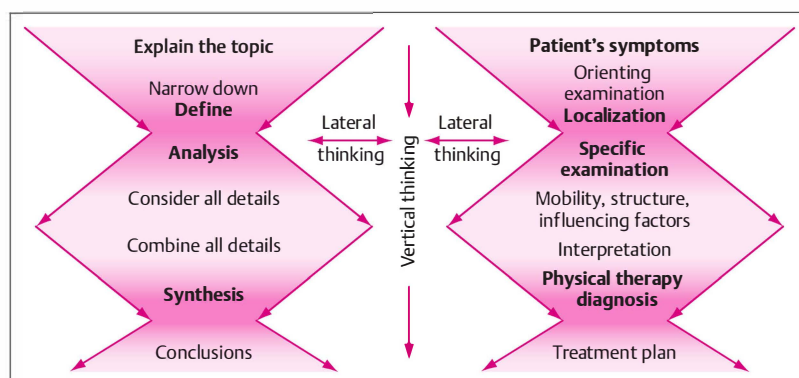 Explain the topic
Narrow down
Define
Analysis
Consider all details
Combine all details
Synthesis
Conclusions
Lateral
thinking
Vertical thinking
Lateral
thinking
Patient's symptoms
Orienting
examination
Localization
Specific
examination
Mobility, structure,
influencing factors
Interpretation
Physical therapy
diagnosis
Treatment plan